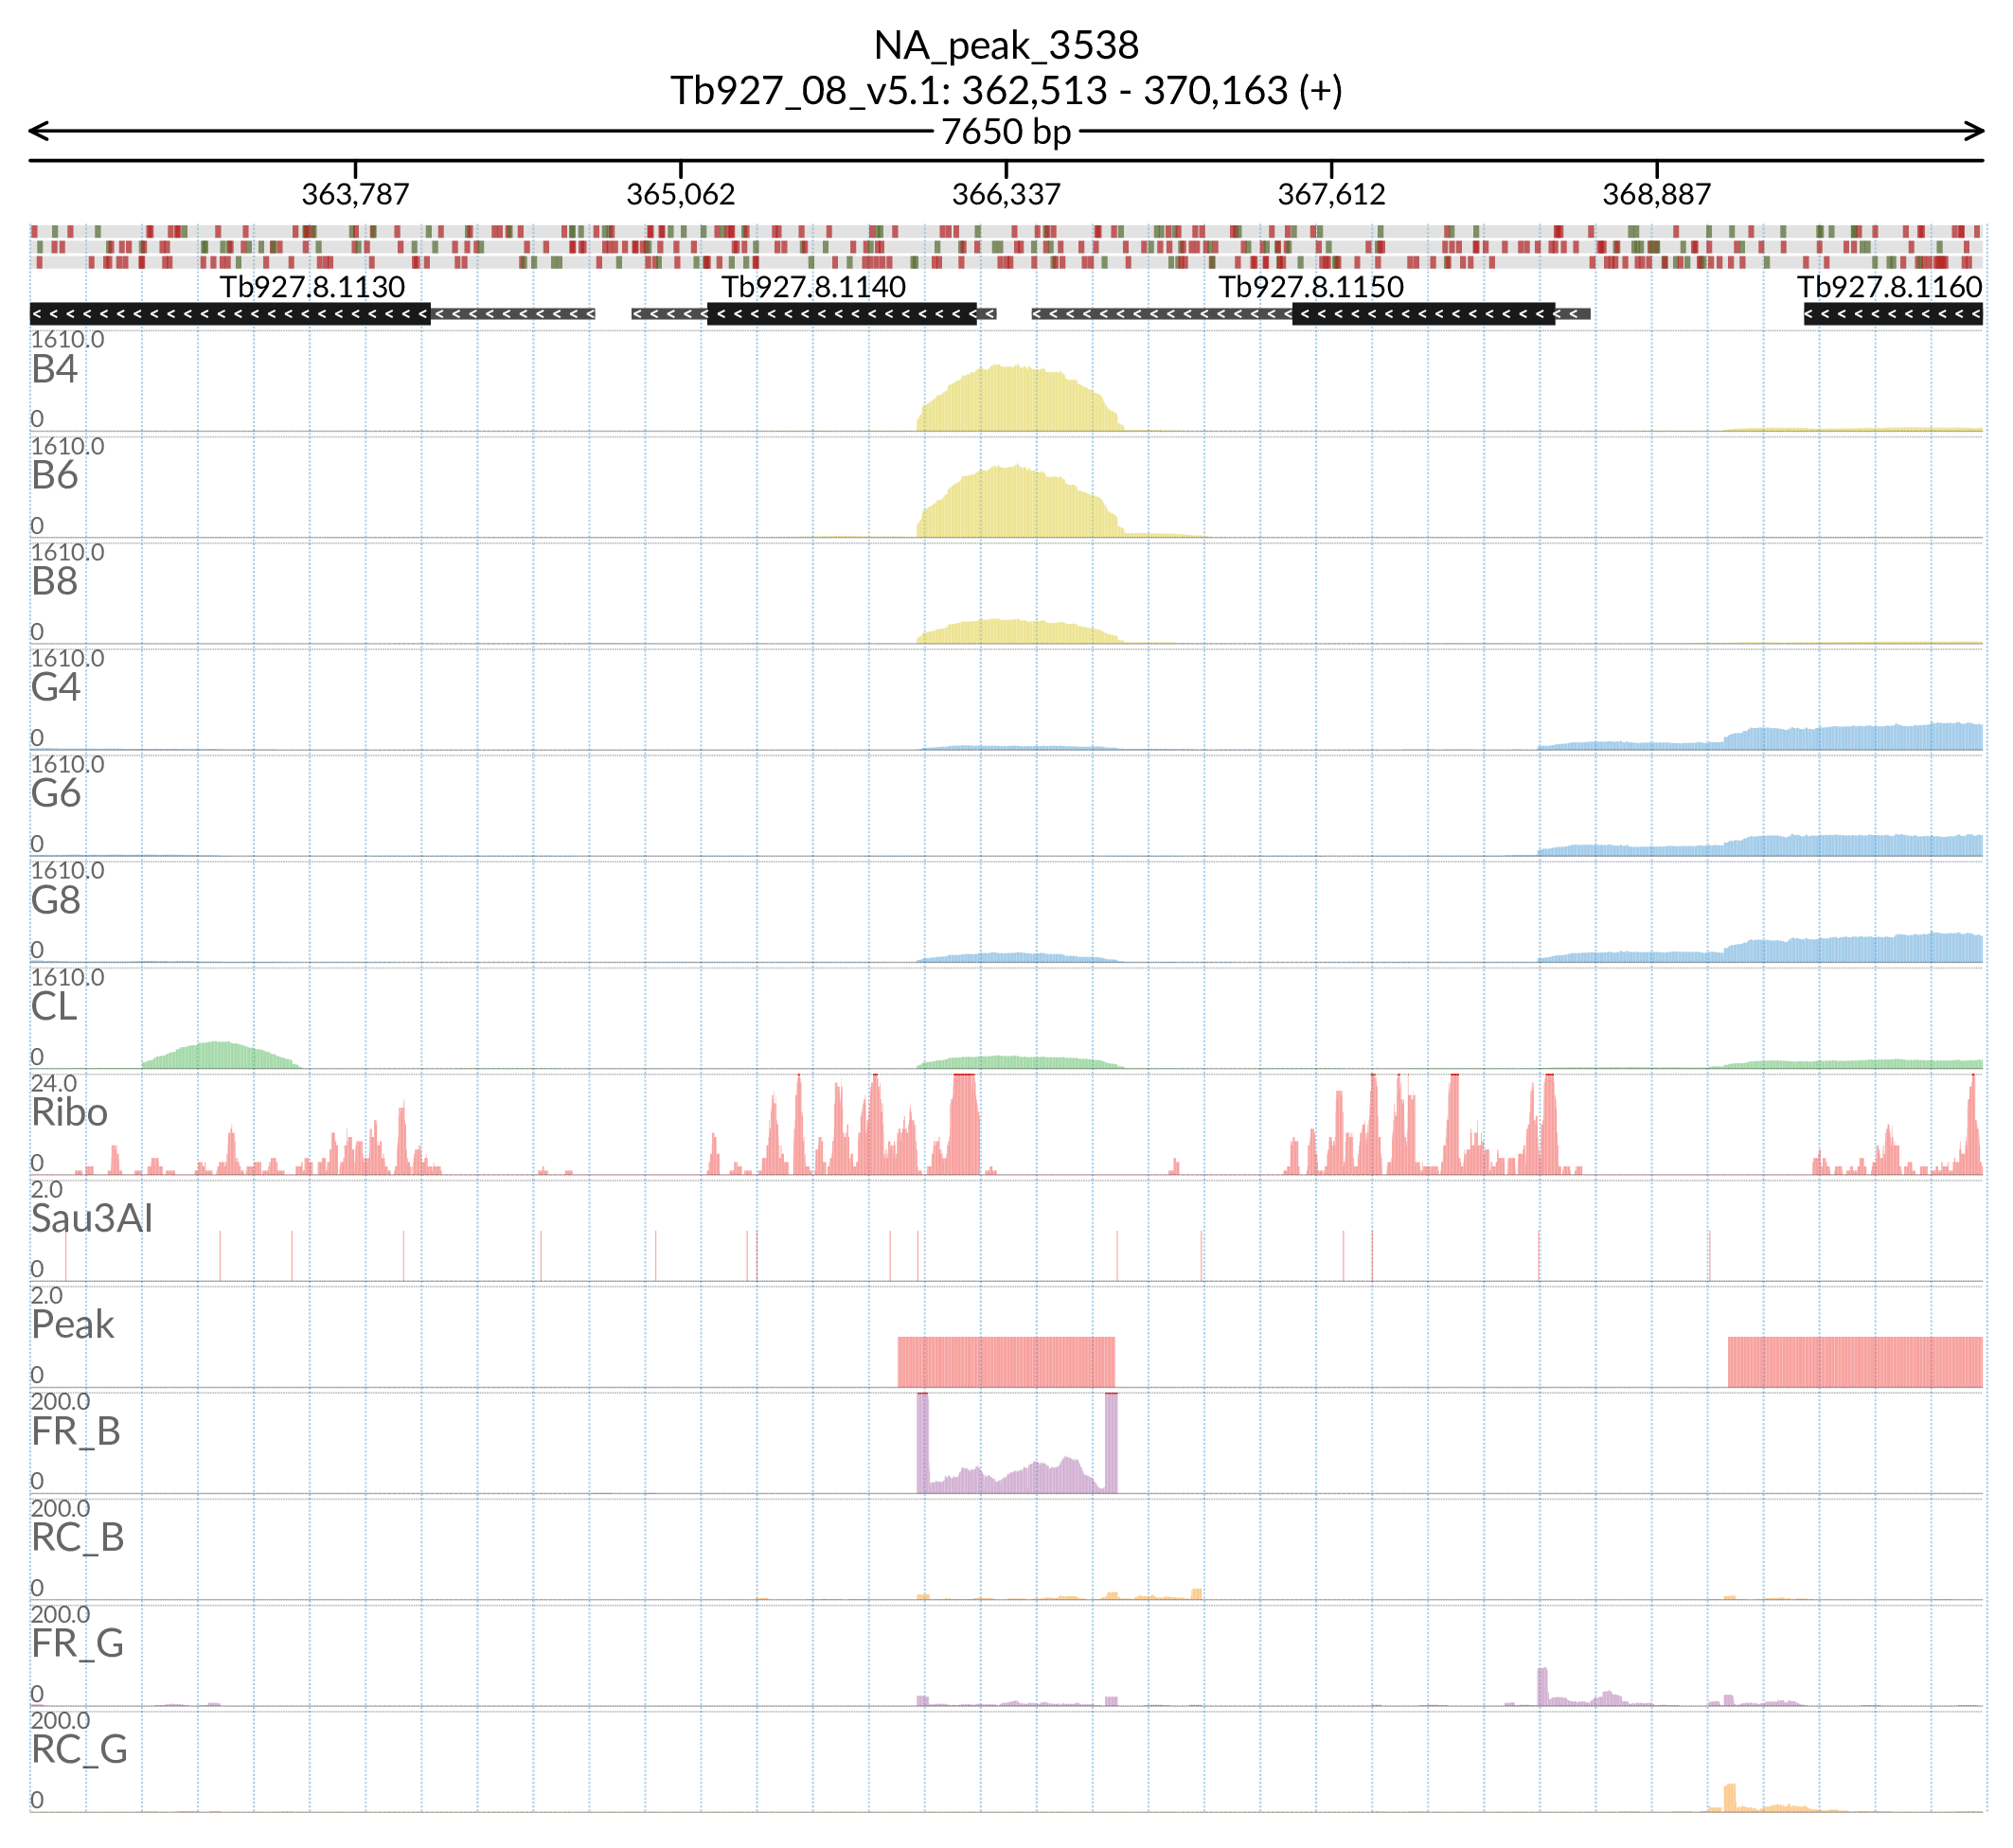 NA_peak_3538
Tb927_08_v5.1: 362,513 - 370,163 (+)
7650 bp
363,787 365,062 366,337 367,612 368,887
Tb927.8.1130 Tb927.8.1140 Tb927.8.1150 Tb927.8.1160
1610.0
B4
0
1610.0
B6
0
1610.0
B8
0
1610.0
G4
0
1610.0
G6
0
1610.0
G8
0
1610.0
CL
0
24.0
Ribo
0
2.0
Sau3AI
0
2.0
Peak
0
200.0
FR_B
0
200.0
RC_B
0
200.0
FR_G
0
200.0
RC_G
0